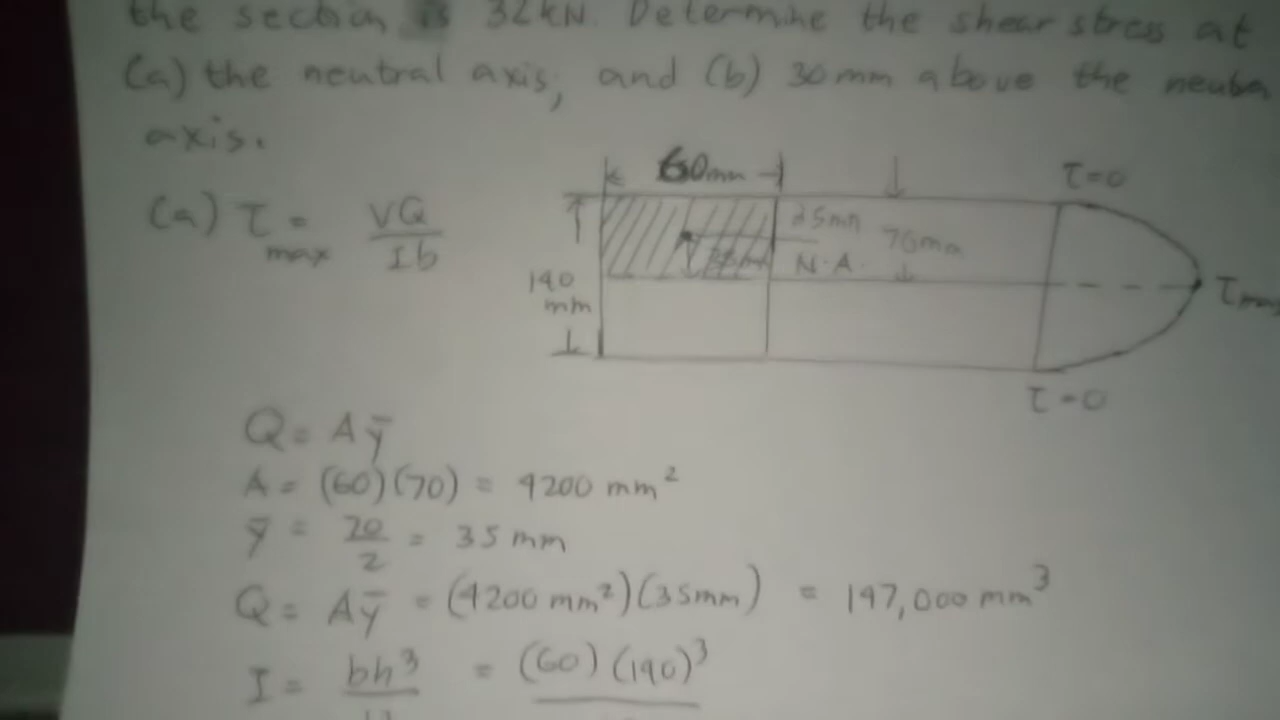 the section is 32kN. Determine the shear stress at
(a) the neutral axis, and (b) 30mm above the
axis.
(a) τmax = VQ/Ib
60mm
τ=0
35mm
70mm
N.A.
140
mm
τ=0
Q = Aȳ
A = (60)(70) = 4200 mm²
ȳ = 70/2 = 35 mm
Q = Aȳ = (4200 mm²)(35mm) = 147,000 mm³
I = bh³ = (60)(140)³